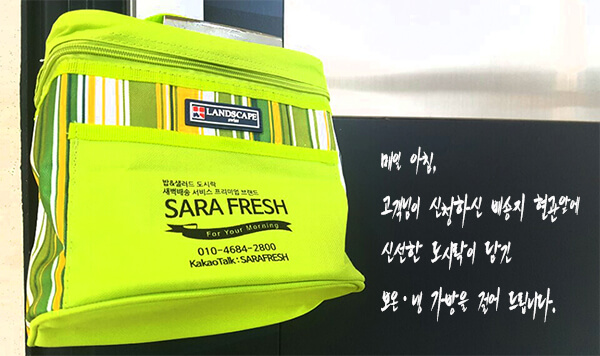 LANDSCAPE
swiss
밥&샐러드 도시락
새벽배송 서비스 프리미엄 브랜드
SARA FRESH
For Your Morning
010-4684-2800
KakaoTalk : SARAFRESH
매일 아침,
고객님이 신청하신 배송지 현관앞에
신선한 도시락이 담긴
보온·냉 가방을 걸어 드립니다.